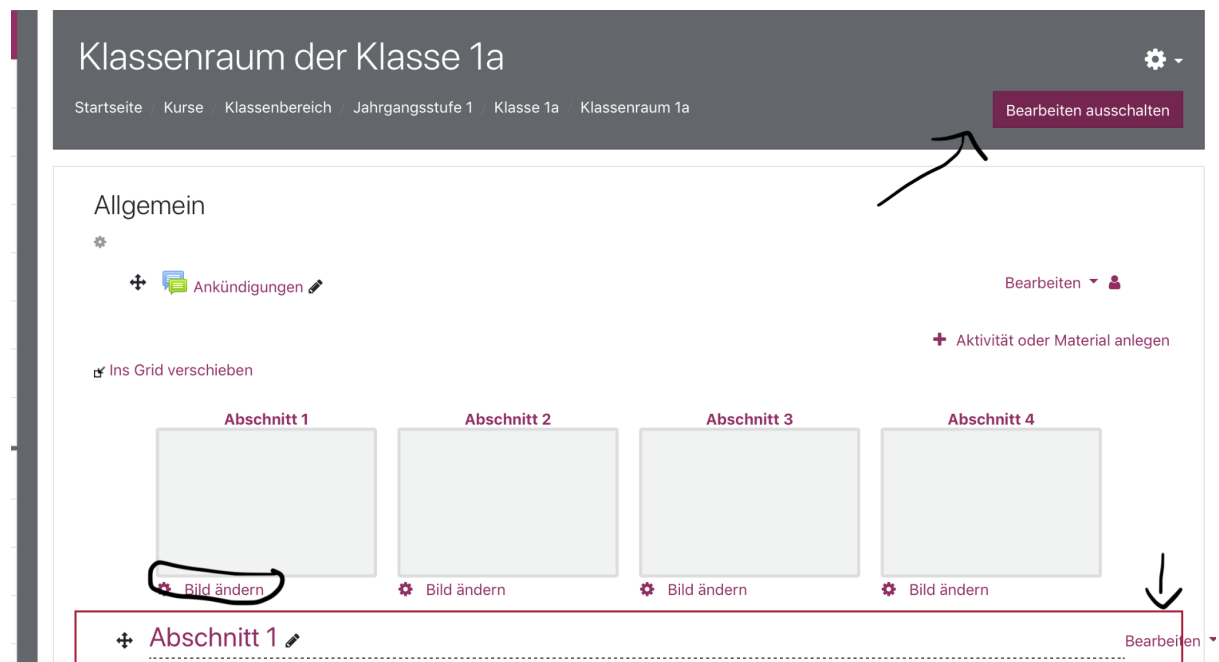 Klassenraum der Klasse 1a
Startseite / Kurse / Klassenbereich / Jahrgangsstufe 1 / Klasse 1a / Klassenraum 1a
Bearbeiten ausschalten
Allgemein
Ankündigungen
Bearbeiten
Aktivität oder Material anlegen
Ins Grid verschieben
Abschnitt 1 Abschnitt 2 Abschnitt 3 Abschnitt 4
Bild ändern Bild ändern Bild ändern Bild ändern
Abschnitt 1
Bearbeiten